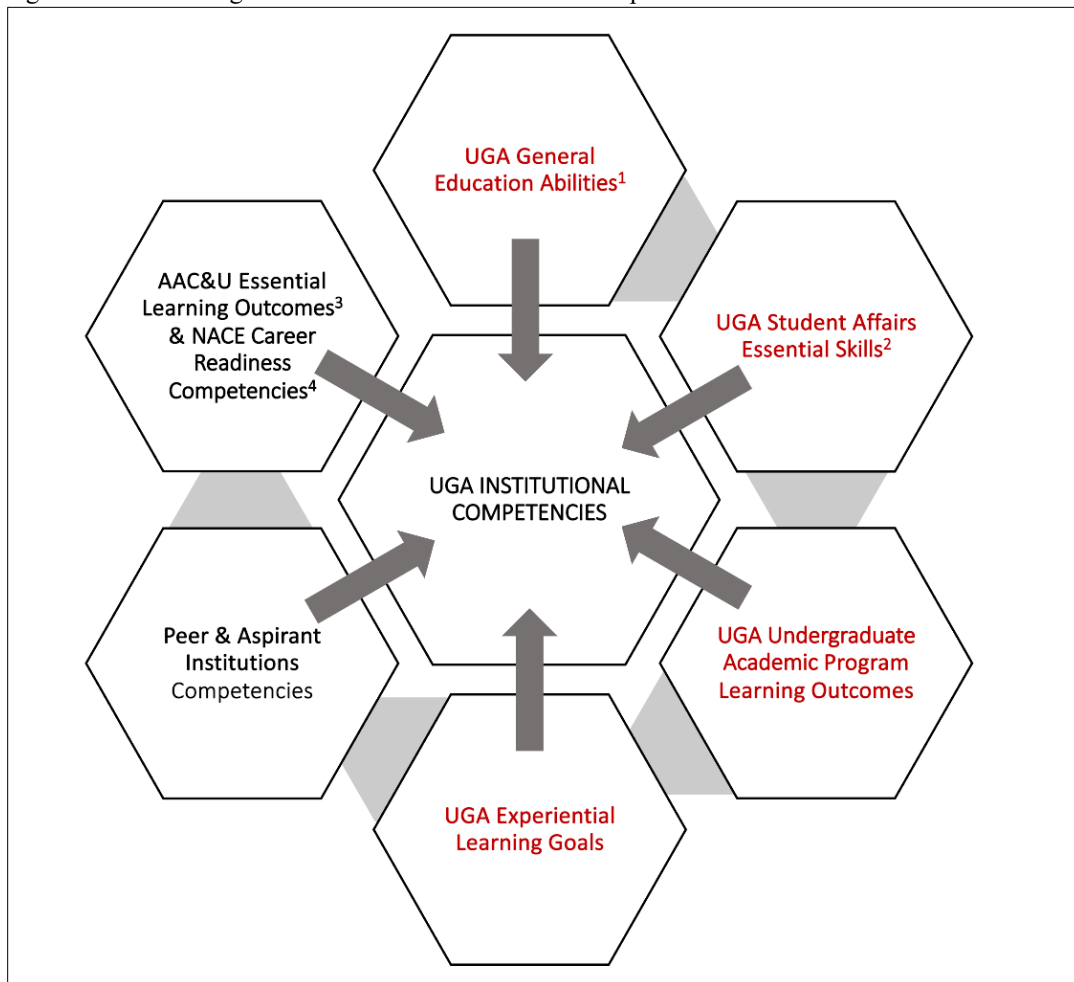 UGA General
Education Abilities¹
AAC&U Essential
Learning Outcomes³
& NACE Career
Readiness
Competencies⁴
UGA Student Affairs
Essential Skills²
UGA INSTITUTIONAL
COMPETENCIES
Peer & Aspirant
Institutions
Competencies
UGA Undergraduate
Academic Program
Learning Outcomes
UGA Experiential
Learning Goals